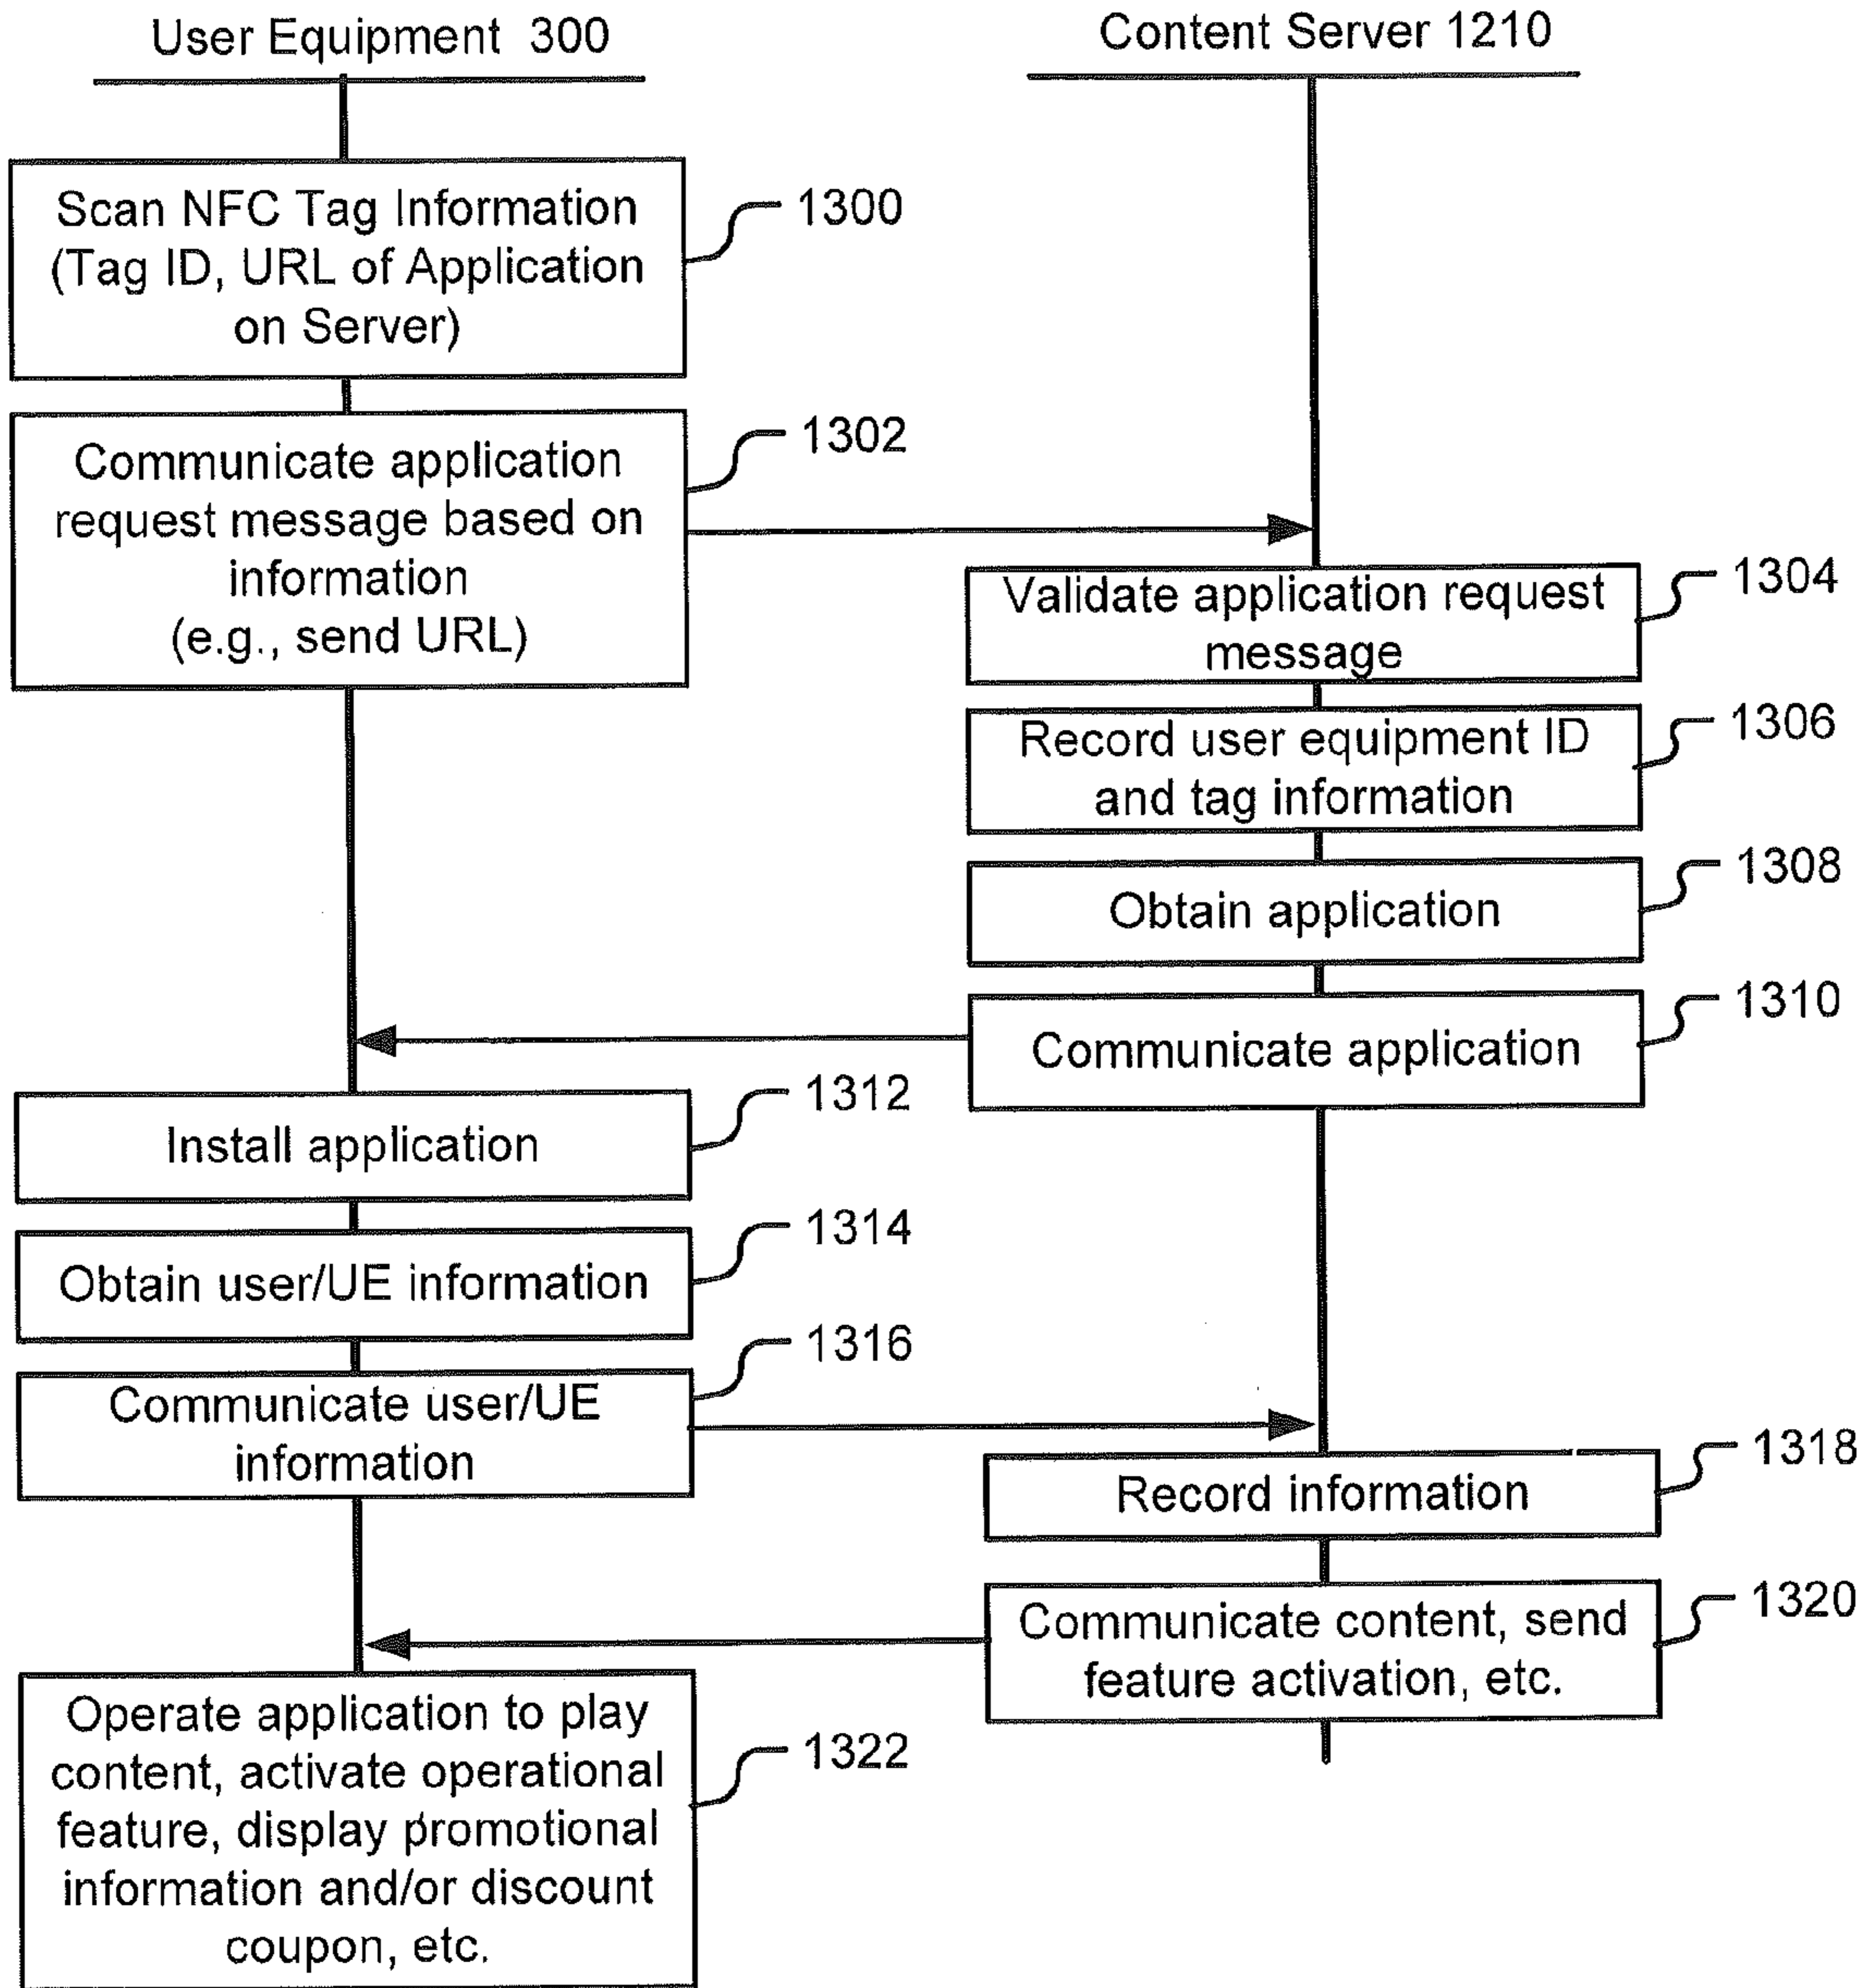 User Equipment 300
Content Server 1210
Scan NFC Tag Information
(Tag ID, URL of Application
on Server)
1300
Communicate application
request message based on
information
(e.g., send URL)
1302
Validate application request
message
1304
Record user equipment ID
and tag information
1306
Obtain application
1308
Communicate application
1310
Install application
1312
Obtain user/UE information
1314
Communicate user/UE
information
1316
Record information
1318
Communicate content, send
feature activation, etc.
1320
Operate application to play
content, activate operational
feature, display promotional
information and/or discount
coupon, etc.
1322